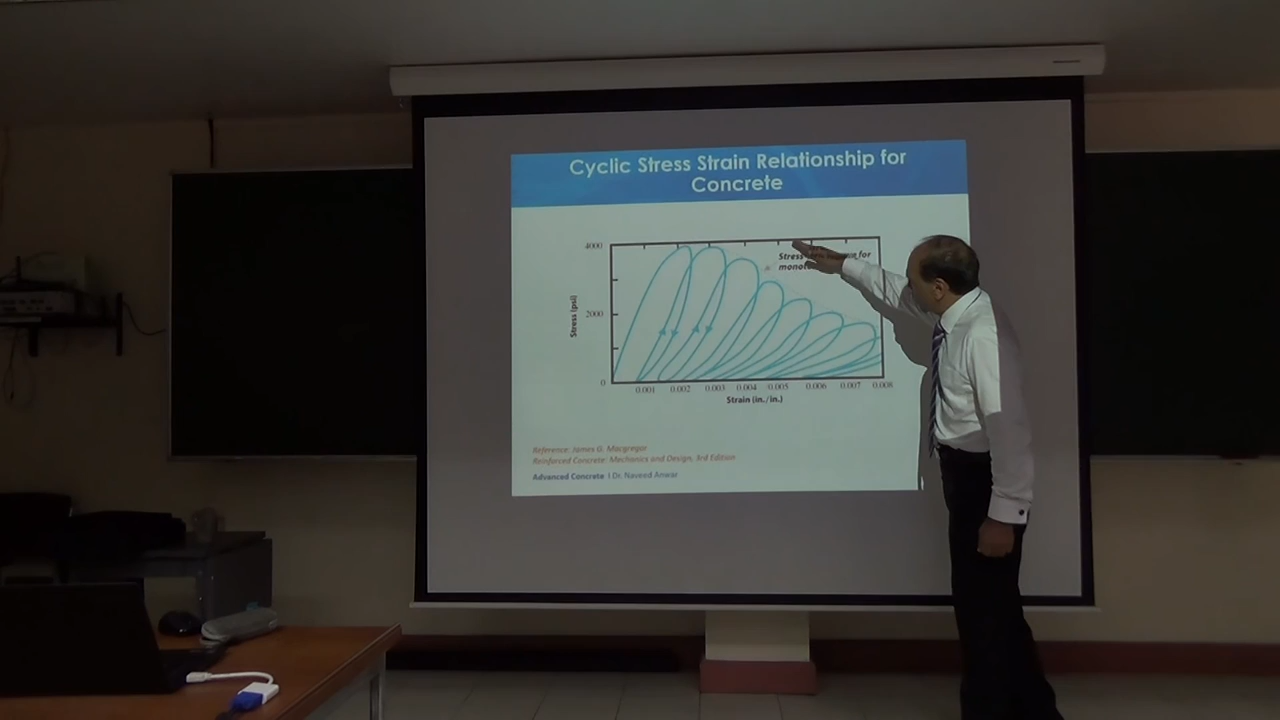 Cyclic Stress Strain Relationship for
Concrete
4000
Stress for
2000
Stress (psi)
0
0.001 0.002 0.003 0.004 0.005 0.006 0.007 0.008
Strain (in./in.)
Reference: James G. Macgregor
Reinforced Concrete: Mechanics and Design, 3rd Edition
Advanced Concrete l Dr. Naveed Anwar